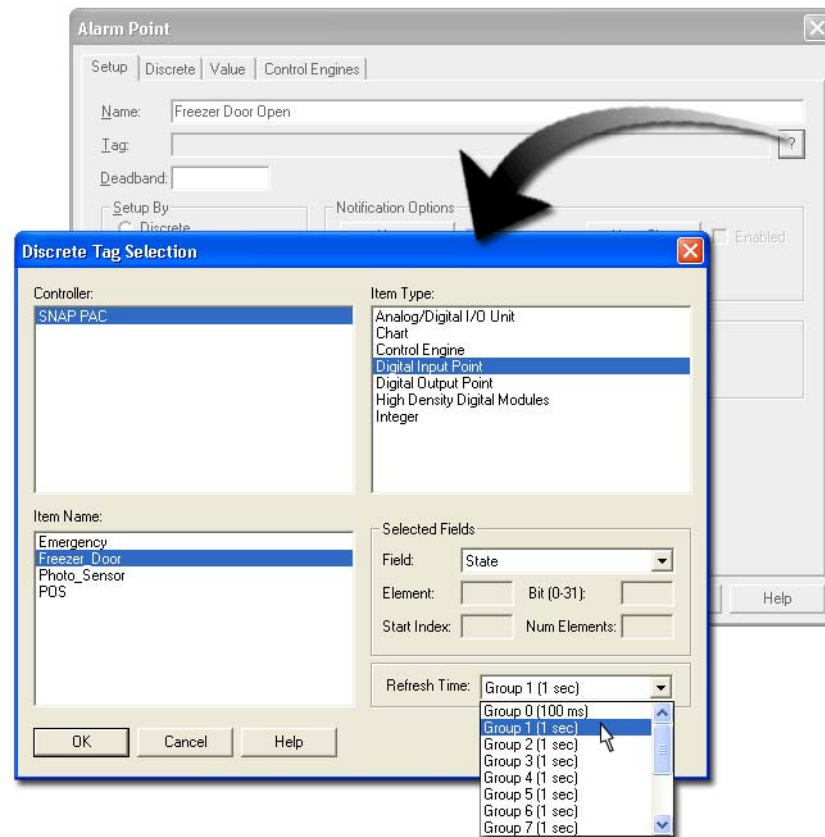 Alarm Point
Setup Discrete Value Control Engines
Name: Freezer Door Open
Tag: ?
Deadband:
Setup By
Notification Options
Discrete
Enabled
Help
Discrete Tag Selection
Controller:
SNAP PAC
Item Type:
Analog/Digital I/O Unit
Chart
Control Engine
Digital Input Point
Digital Output Point
High Density Digital Modules
Integer
Item Name:
Emergency
Freezer_Door
Photo_Sensor
POS
Selected Fields
Field: State
Element: Bit (0-31):
Start Index: Num Elements:
Refresh Time: Group 1 (1 sec)
Group 0 (100 ms)
Group 1 (1 sec)
Group 2 (1 sec)
Group 3 (1 sec)
Group 4 (1 sec)
Group 5 (1 sec)
Group 6 (1 sec)
Group 7 (1 sec)
OK Cancel Help